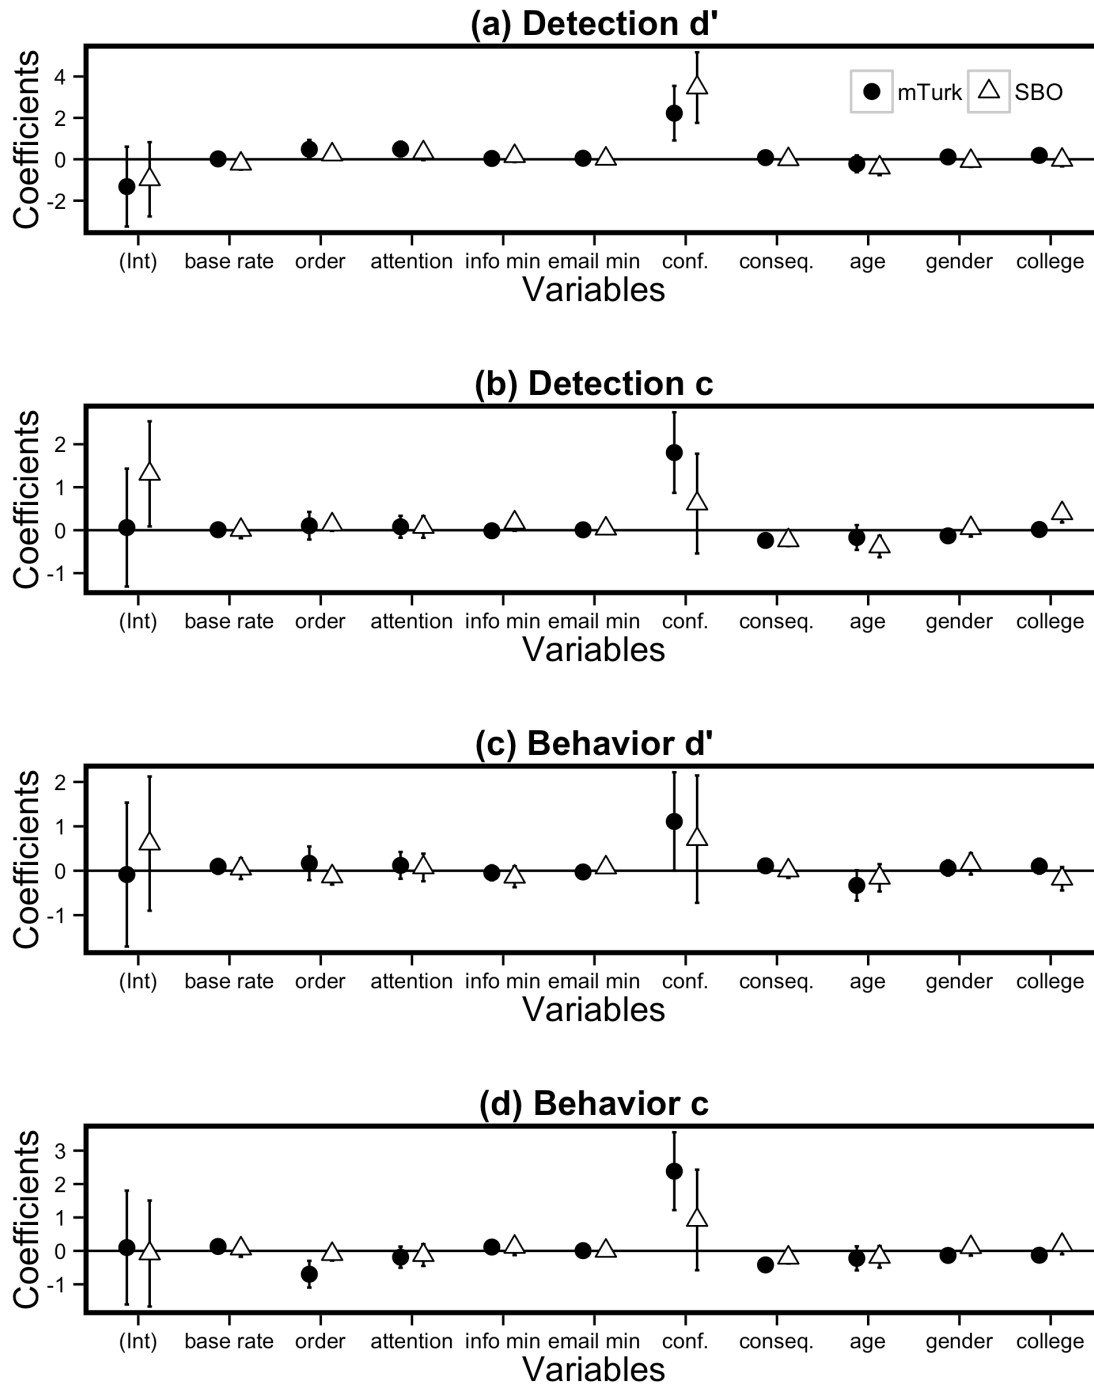 (a) Detection d'
Coefficients
4
2
0
-2
mTurk SBO
(Int) base rate order attention info min email min conf. conseq. age gender college
Variables
(b) Detection c
Coefficients
2
1
0
-1
(Int) base rate order attention info min email min conf. conseq. age gender college
Variables
(c) Behavior d'
Coefficients
2
1
0
-1
(Int) base rate order attention info min email min conf. conseq. age gender college
Variables
(d) Behavior c
Coefficients
3
2
1
0
-1
(Int) base rate order attention info min email min conf. conseq. age gender college
Variables